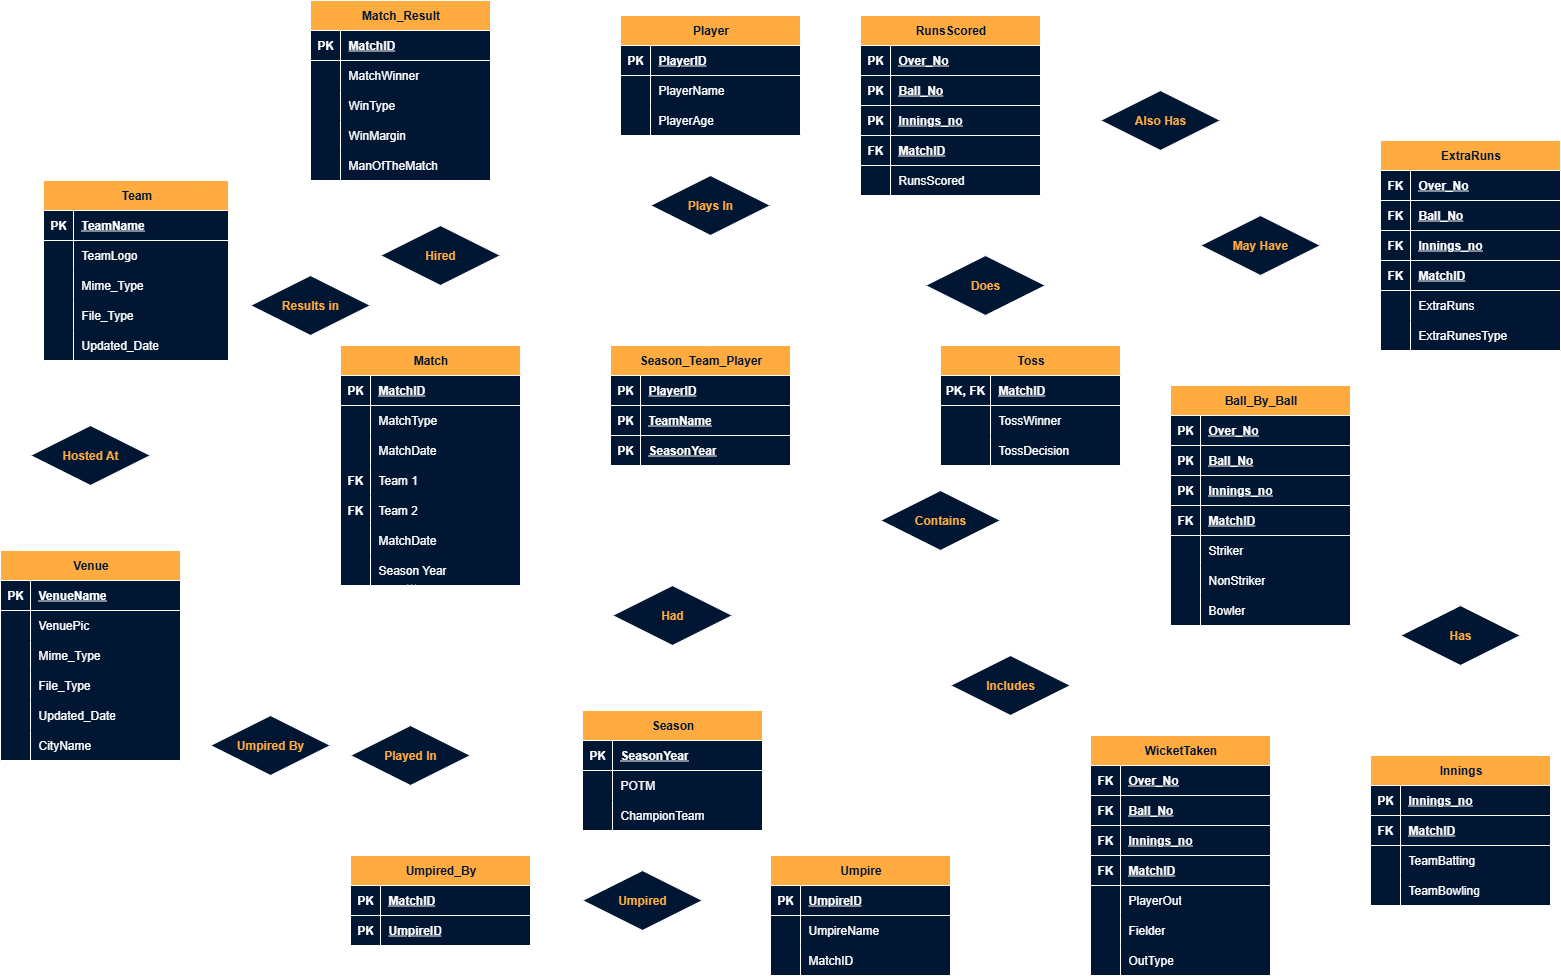 Match_Result
PK MatchID
MatchWinner
WinType
WinMargin
ManOfTheMatch
Player
PK PlayerID
PlayerName
PlayerAge
RunsScored
PK Over_No
PK Ball_No
PK Innings_no
FK MatchID
RunsScored
Also Has
ExtraRuns
FK Over_No
FK Ball_No
FK Innings_no
FK MatchID
ExtraRuns
ExtraRunesType
Team
PK TeamName
TeamLogo
Mime_Type
File_Type
Updated_Date
Hired
Plays In
May Have
Results in
Does
Match
PK MatchID
MatchType
MatchDate
FK Team 1
FK Team 2
MatchDate
Season Year
Season_Team_Player
PK PlayerID
PK TeamName
PK SeasonYear
Toss
PK, FK MatchID
TossWinner
TossDecision
Ball_By_Ball
PK Over_No
PK Ball_No
PK Innings_no
FK MatchID
Striker
NonStriker
Bowler
Hosted At
Contains
Venue
PK VenueName
VenuePic
Mime_Type
File_Type
Updated_Date
CityName
Had
Has
Includes
Umpired By
Played In
Season
PK SeasonYear
POTM
ChampionTeam
WicketTaken
FK Over_No
FK Ball_No
FK Innings_no
FK MatchID
PlayerOut
Fielder
OutType
Innings
PK Innings_no
FK MatchID
TeamBatting
TeamBowling
Umpired_By
PK MatchID
PK UmpireID
Umpired
Umpire
PK UmpireID
UmpireName
MatchID